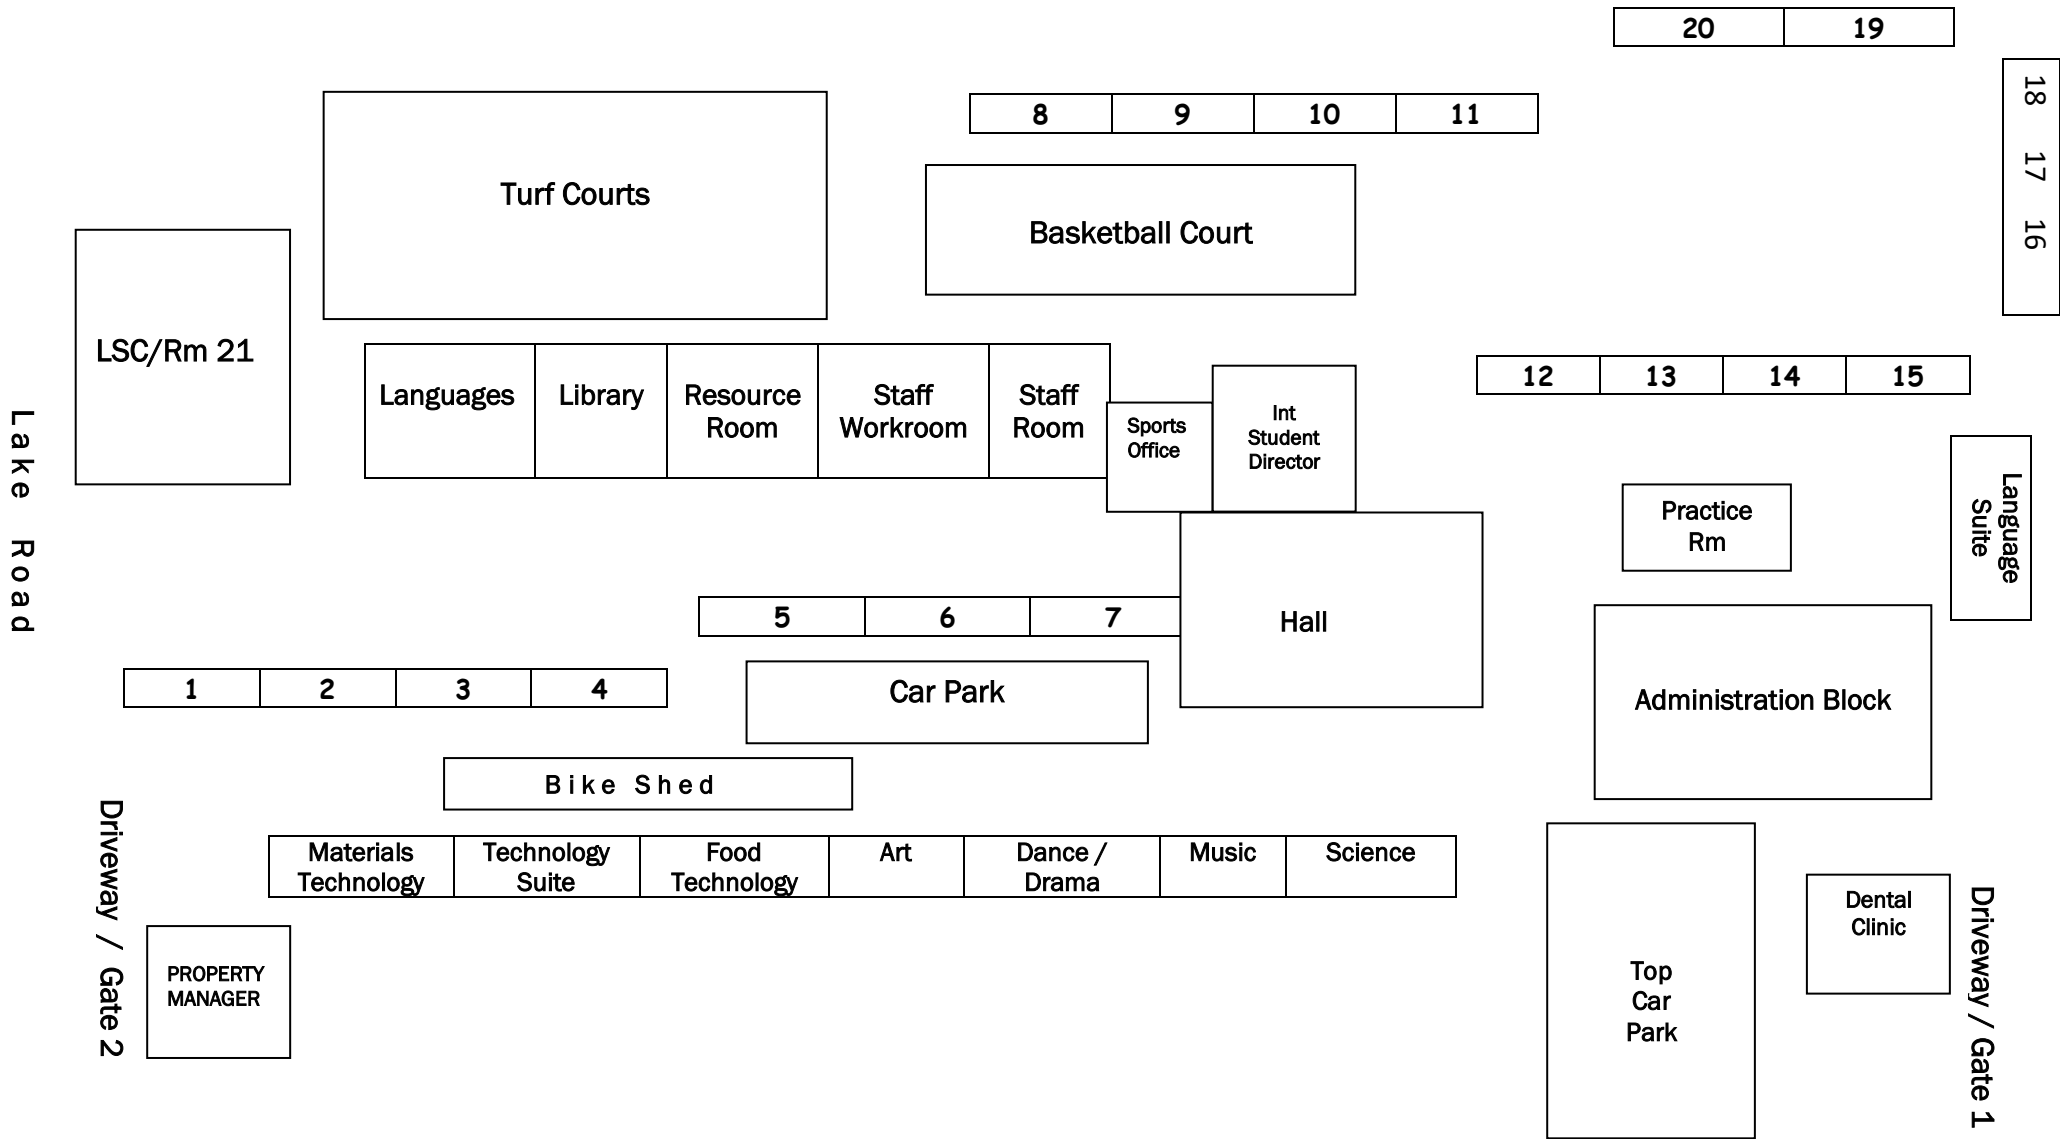 20 19
18 17 16
8 9 10 11
Turf Courts
Basketball Court
LSC/Rm 21
Languages
Library
Resource
Room
Staff
Workroom
Staff
Room
Sports
Office
Int
Student
Director
12 13 14 15
Lake Road
Practice
Rm
Language
Suite
5 6 7
Hall
1 2 3 4
Car Park
Administration Block
Bike Shed
Driveway / Gate 2
Materials
Technology
Technology
Suite
Food
Technology
Art
Dance /
Drama
Music
Science
Dental
Clinic
Driveway / Gate 1
PROPERTY
MANAGER
Top
Car
Park